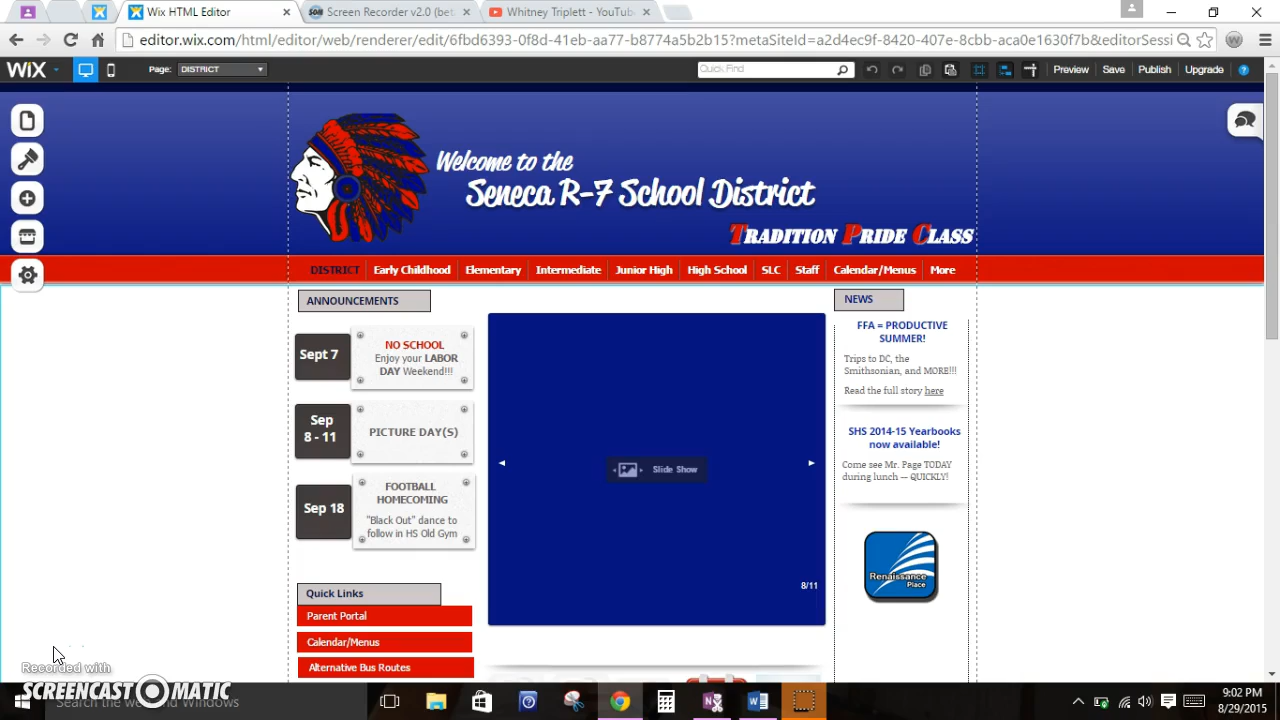 Wix HTML Editor
Screen Recorder v2.0 (bet
Whitney Triplett - YouTub
editor.wix.com/html/editor/web/renderer/edit/6fbd6393-0f8d-41eb-aa77-b8774a5b2b15?metaSiteId=a2d4ec9f-8420-407e-8cbb-aca0e1630f7b&editorSessi
WiX
Page: DISTRICT
Quick Find
Preview
Save
Publish
Upgrade
?
Welcome to the
Seneca R-7 School District
TRADITION PRIDE CLASS
DISTRICT
Early Childhood
Elementary
Intermediate
Junior High
High School
SLC
Staff
Calendar/Menus
More
ANNOUNCEMENTS
Sept 7
NO SCHOOL
Enjoy your LABOR
DAY Weekend!!!
Sep
8 - 11
PICTURE DAY(S)
Sep 18
FOOTBALL
HOMECOMING
"Black Out" dance to
follow in HS Old Gym
Quick Links
Parent Portal
Calendar/Menus
Alternative Bus Routes
Slide Show
8/11
NEWS
FFA = PRODUCTIVE
SUMMER!
Trips to DC, the
Smithsonian, and MORE!!!
Read the full story here
SHS 2014-15 Yearbooks
now available!
Come see Mr. Page TODAY
during lunch -- QUICKLY!
Renaissance
Place
Recorded with
SCREENCAST-O-MATIC
Search the web and Windows
9:02 PM
8/29/2015